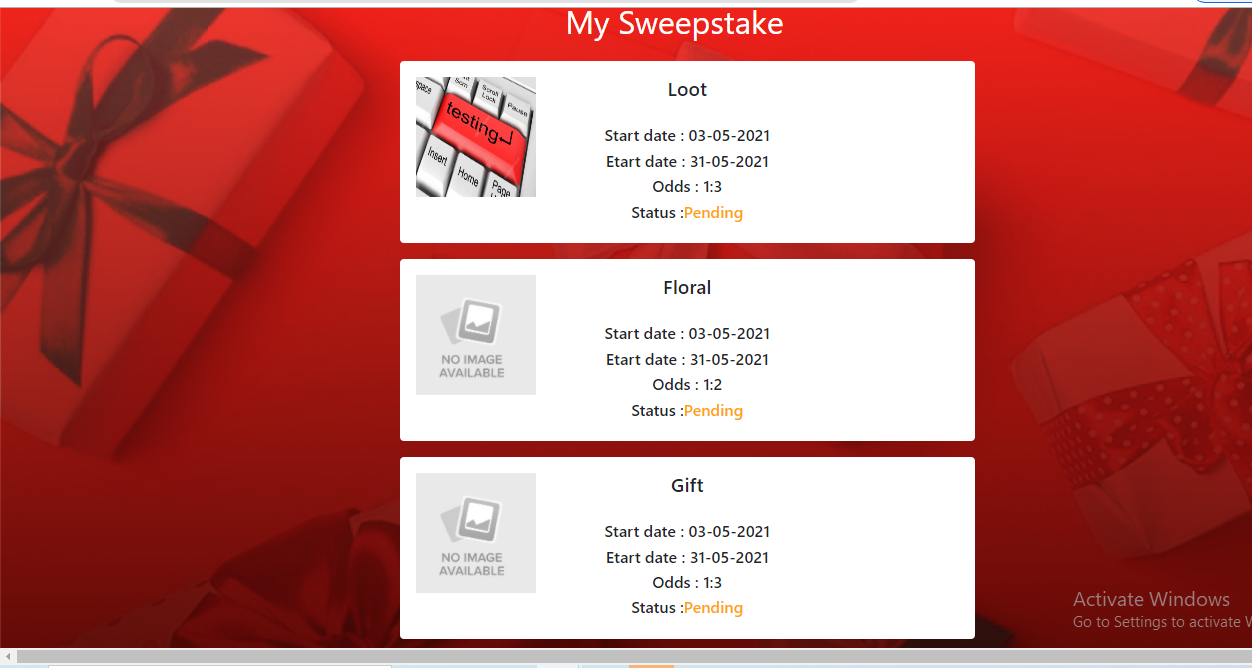 My Sweepstake
space
Scroll
Lock
Pause
testing
Insert
Home
Page
Loot
Start date : 03-05-2021
Etart date : 31-05-2021
Odds : 1:3
Status :Pending
NO IMAGE
AVAILABLE
Floral
Start date : 03-05-2021
Etart date : 31-05-2021
Odds : 1:2
Status :Pending
NO IMAGE
AVAILABLE
Gift
Start date : 03-05-2021
Etart date : 31-05-2021
Odds : 1:3
Status :Pending
Activate Windows
Go to Settings to activate W